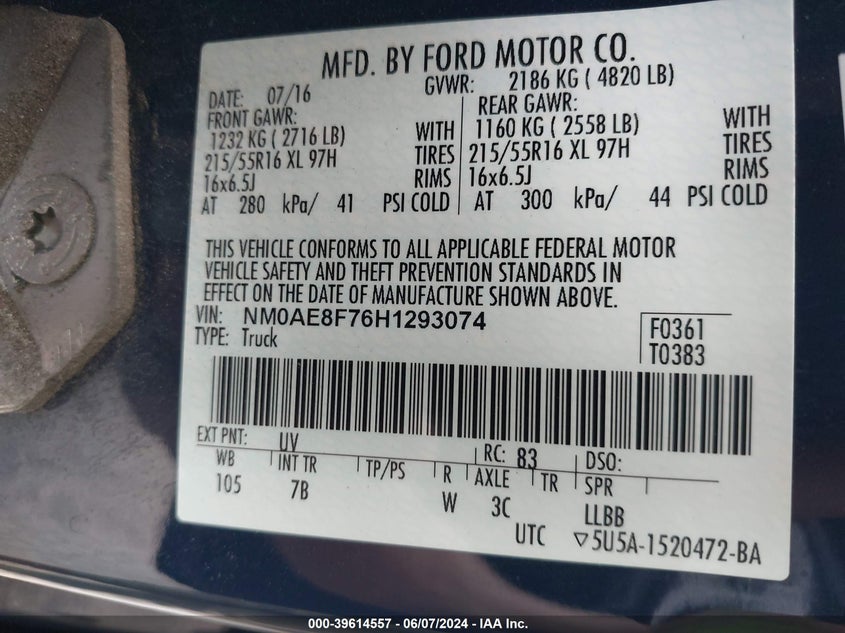 MFD. BY FORD MOTOR CO.
DATE: 07/16 GVWR: 2186 KG ( 4820 LB)
FRONT GAWR: REAR GAWR:
1232 KG ( 2716 LB) WITH 1160 KG ( 2558 LB) WITH
215/55R16 XL 97H TIRES 215/55R16 XL 97H TIRES
16x6.5J RIMS 16x6.5J RIMS
AT 280 kPa/ 41 PSI COLD AT 300 kPa/ 44 PSI COLD
THIS VEHICLE CONFORMS TO ALL APPLICABLE FEDERAL MOTOR
VEHICLE SAFETY AND THEFT PREVENTION STANDARDS IN
EFFECT ON THE DATE OF MANUFACTURE SHOWN ABOVE.
VIN: NM0AE8F76H1293074 F0361
TYPE: Truck T0383
EXT PNT: UV RC: 83 DSO:
WB INT TR TP/PS R AXLE TR SPR
105 7B W 3C LLBB
UTC ▽5U5A-1520472-BA
000-39614557 - 06/07/2024 - IAA Inc.